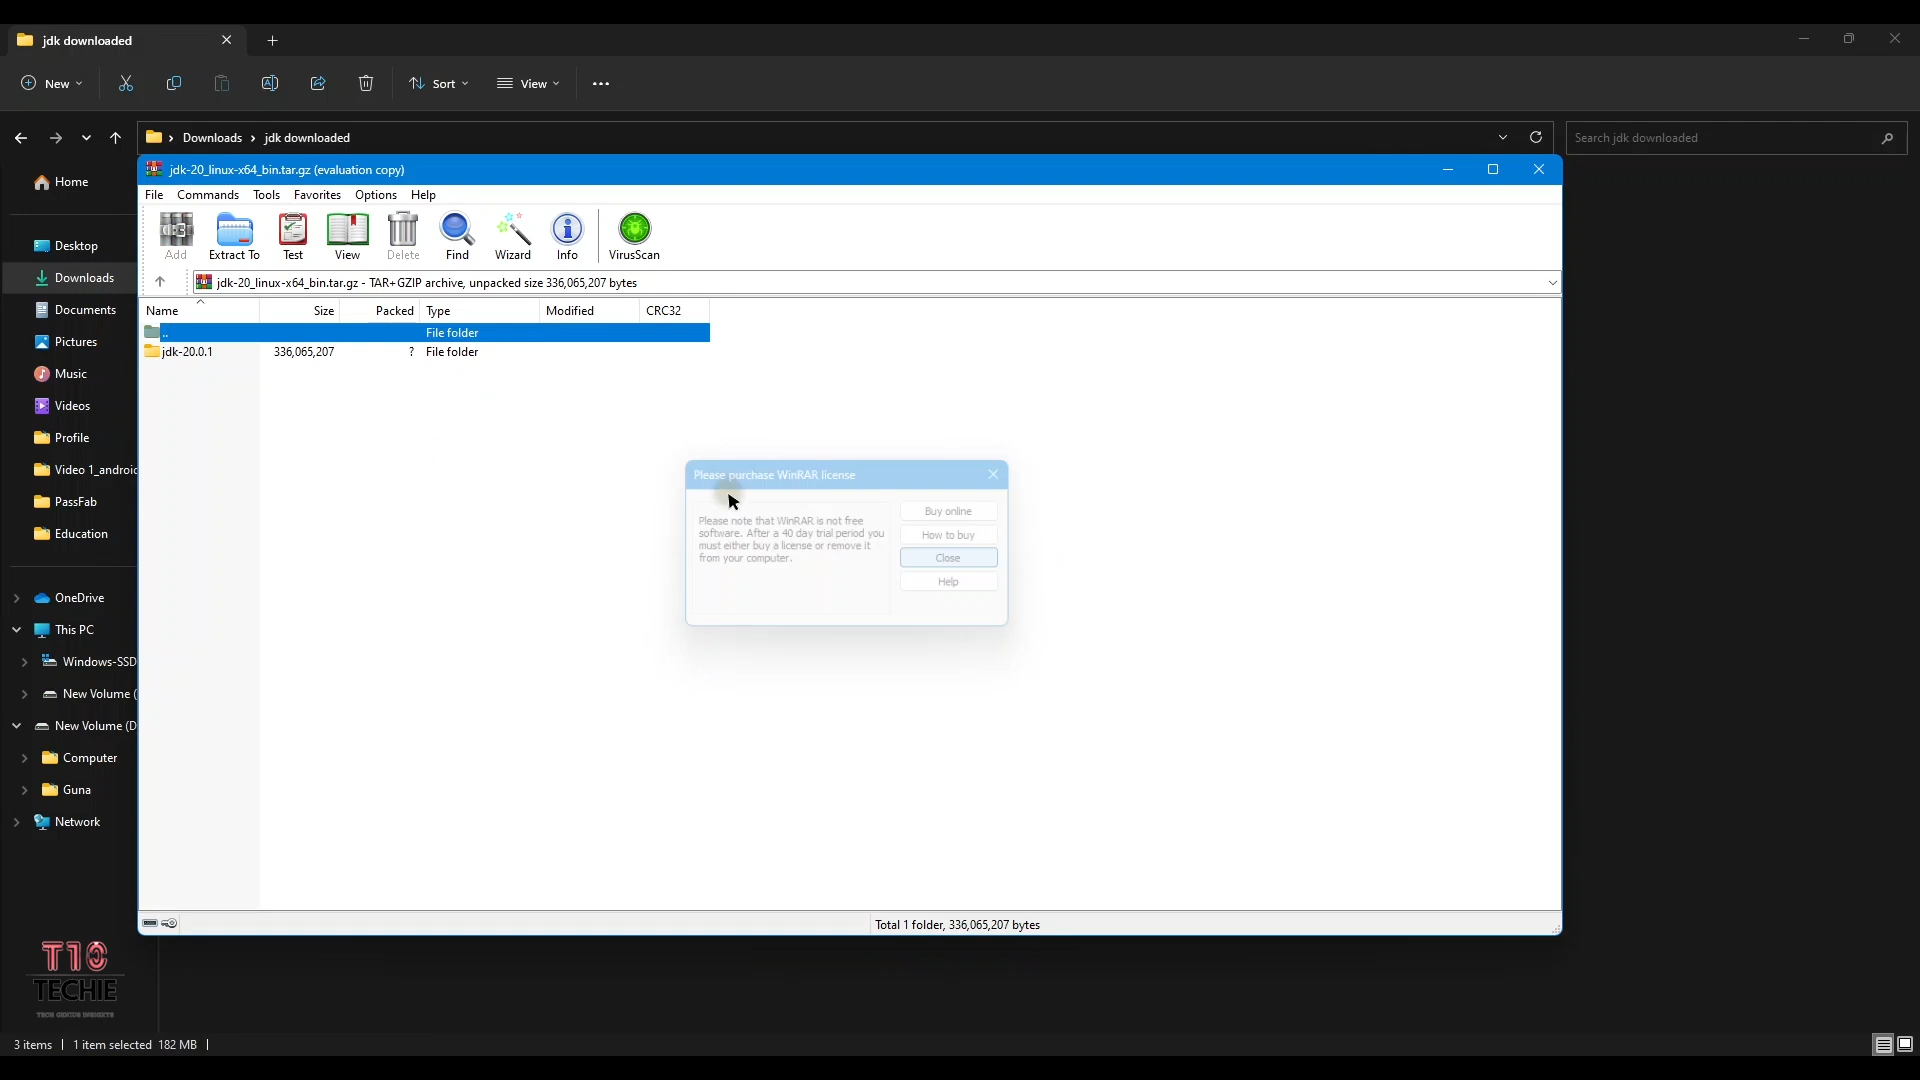 jdk downloaded
New
Sort
View
Downloads
jdk downloaded
Search jdk downloaded
jdk-20_linux-x64_bin.tar.gz (evaluation copy)
Home
File Commands Tools Favorites Options Help
Add Extract To Test View Delete Find Wizard Info VirusScan
Desktop
Downloads
Documents
Pictures
Music
Videos
Profile
Video 1_androic
PassFab
Education
OneDrive
This PC
Windows-SSD
New Volume (
New Volume (D
Computer
Guna
Network
jdk-20_linux-x64_bin.tar.gz - TAR+GZIP archive, unpacked size 336,065,207 bytes
Name Size Packed Type Modified CRC32
.. File folder
jdk-20.0.1 336,065,207 ? File folder
Please purchase WinRAR license
Please note that WinRAR is not free
software. After a 40 day trial period you
must either buy a license or remove it
from your computer.
Buy online
How to buy
Close
Help
Total 1 folder, 336,065,207 bytes
T10
TECHIE
TECH GENIUS INSIGHTS
3 items
1 item selected 182 MB